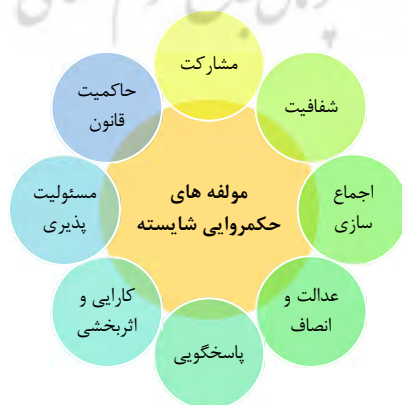 مشارکت
شفافیت
اجماع
سازی
عدالت و
انصاف
پاسخگویی
کارایی و
اثربخشی
مسئولیت
پذیری
حاکمیت
قانون
مولفه های
حکمروایی شایسته